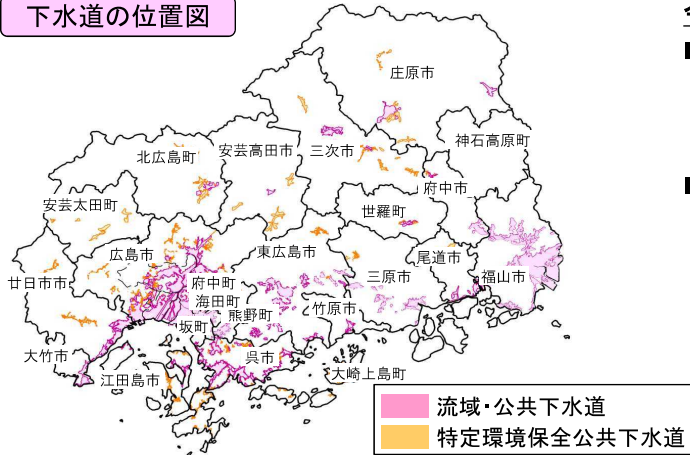 下水道の位置図
庄原市
神石高原町
北広島町
安芸高田市
三次市
府中市
安芸太田町
世羅町
広島市
東広島市
尾道市
廿日市市
府中町
三原市
福山市
海田町
熊野町
竹原市
坂町
大竹市
呉市
江田島市
大崎上島町
流域・公共下水道
特定環境保全公共下水道